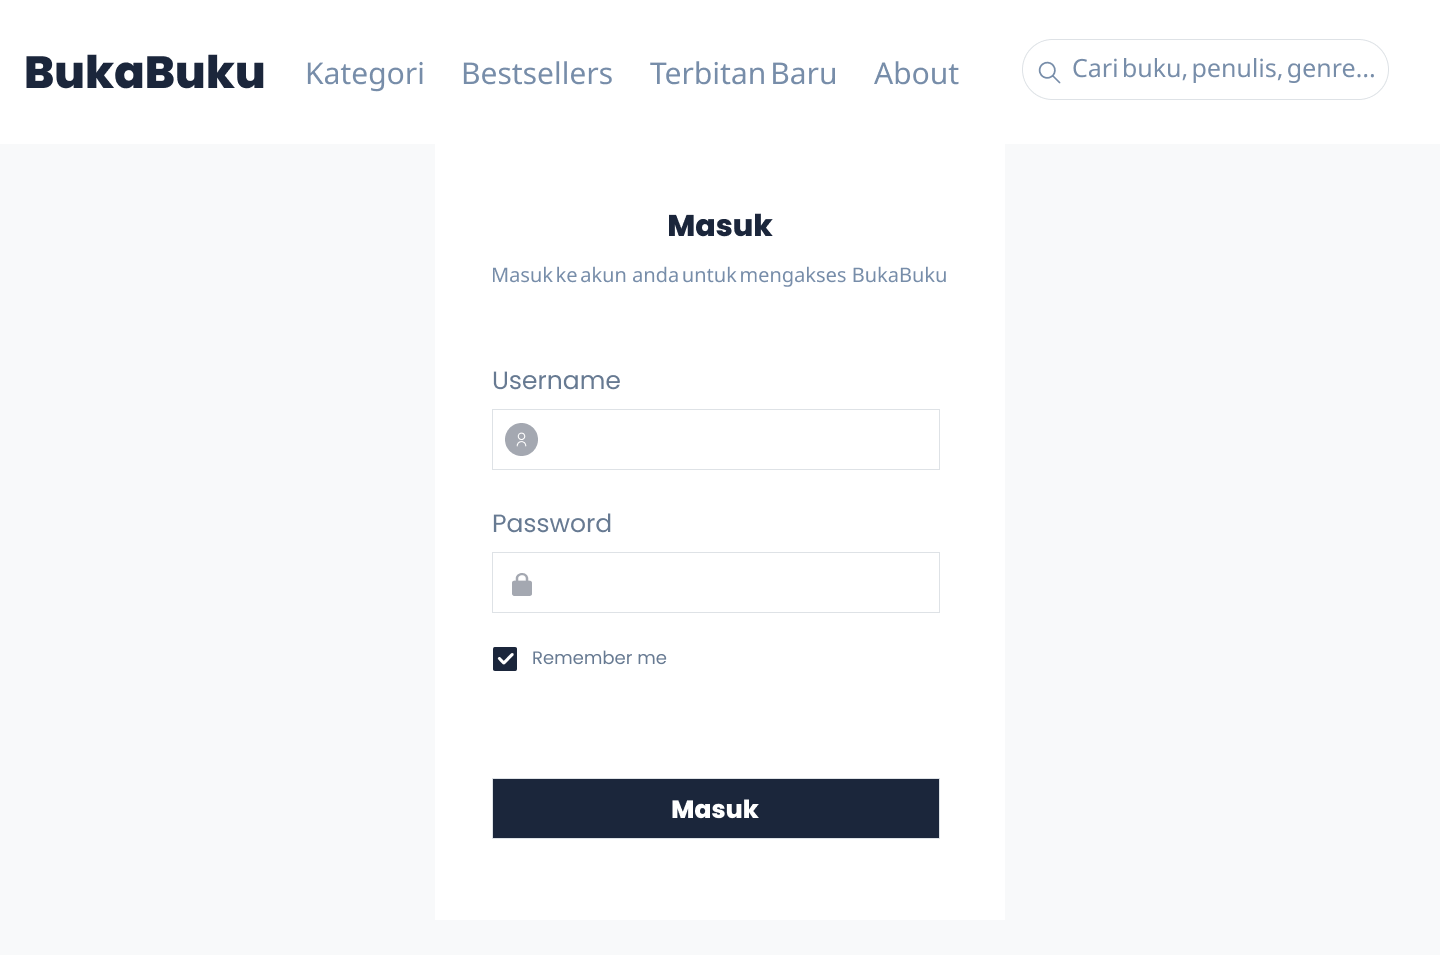 BukaBuku Kategori Bestsellers Terbitan Baru About Cari buku, penulis, genre...
Masuk
Masuk ke akun anda untuk mengakses BukaBuku
Username
Password
Remember me
Masuk